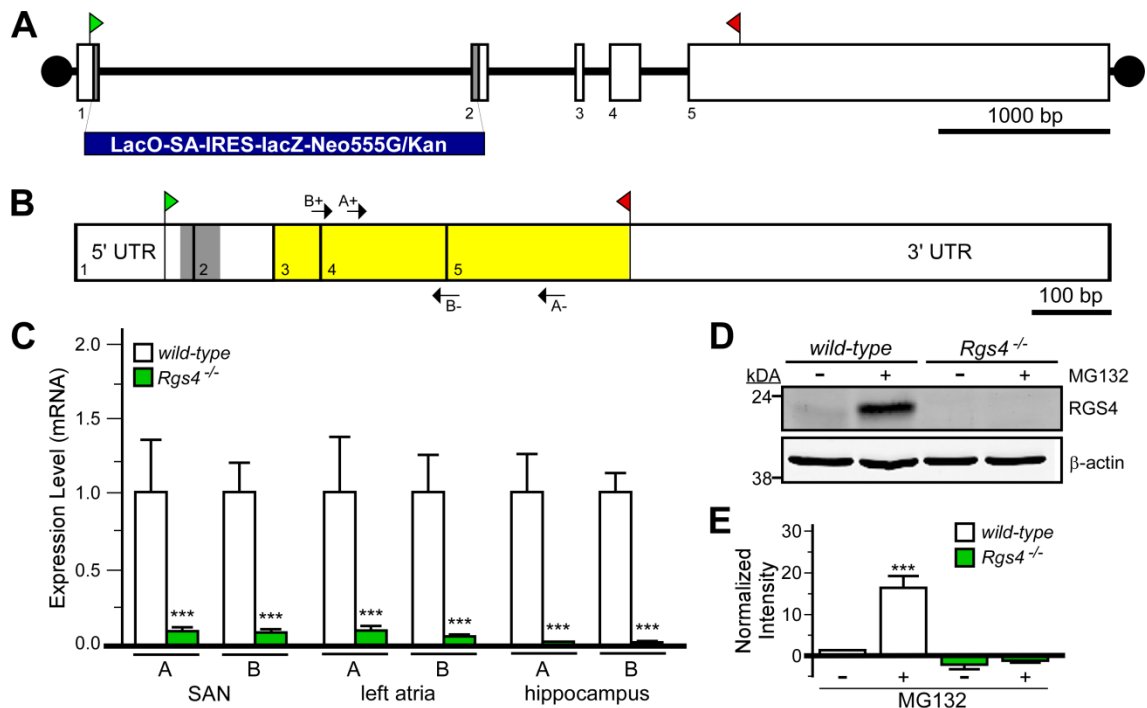 A
1
2
3
4
5
LacO-SA-IRES-lacZ-Neo555G/Kan
1000 bp
B
B+
A+
5' UTR
3' UTR
1
2
3
4
5
B-
A-
100 bp
C
Expression Level (mRNA)
2.0
1.5
1.0
0.5
0.0
wild-type
Rgs4 -/-
***
***
***
***
***
***
A
B
A
B
A
B
SAN
left atria
hippocampus
D
wild-type
Rgs4 -/-
kDA
-
+
-
+
MG132
24
RGS4
38
β-actin
E
Normalized
Intensity
30
20
10
0
wild-type
Rgs4 -/-
***
-
+
-
+
MG132